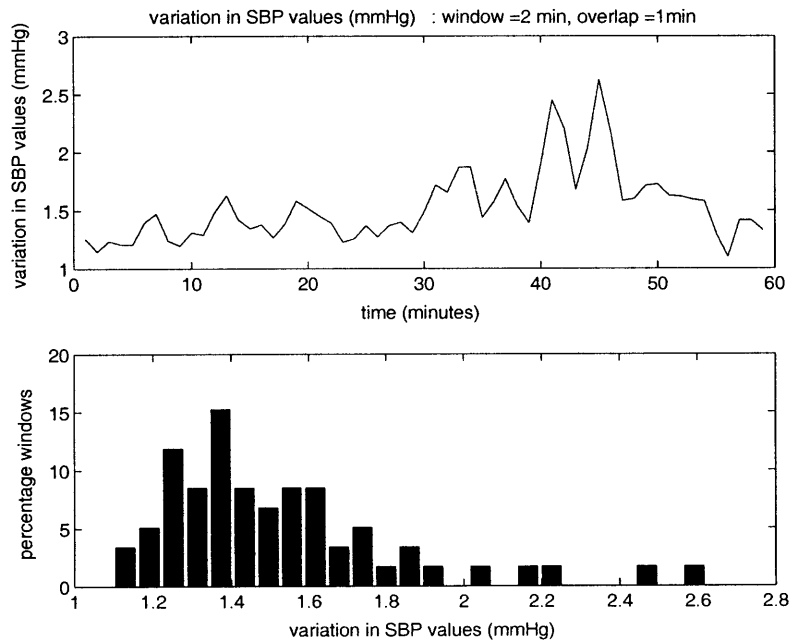 variation in SBP values (mmHg) : window =2 min, overlap =1min
variation in SBP values (mmHg)
3
2.5
2
1.5
1
0 10 20 30 40 50 60
time (minutes)
percentage windows
20
15
10
5
0
1 1.2 1.4 1.6 1.8 2 2.2 2.4 2.6 2.8
variation in SBP values (mmHg)